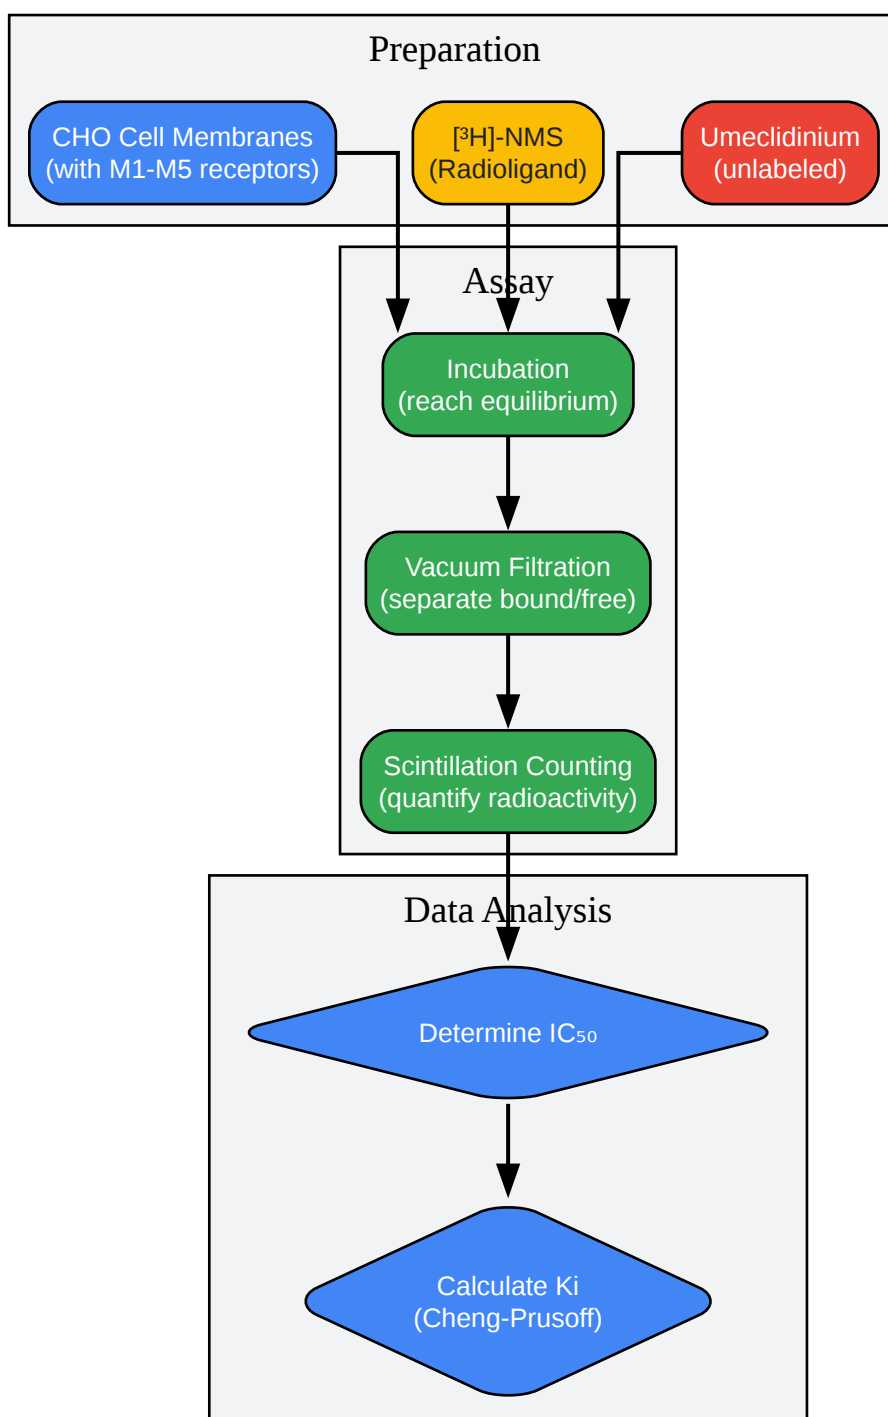 Preparation
CHO Cell Membranes
(with M1-M5 receptors)
[³H]-NMS
(Radioligand)
Umeclidinium
(unlabeled)
Assay
Incubation
(reach equilibrium)
Vacuum Filtration
(separate bound/free)
Scintillation Counting
(quantify radioactivity)
Data Analysis
Determine IC₅₀
Calculate Ki
(Cheng-Prusoff)